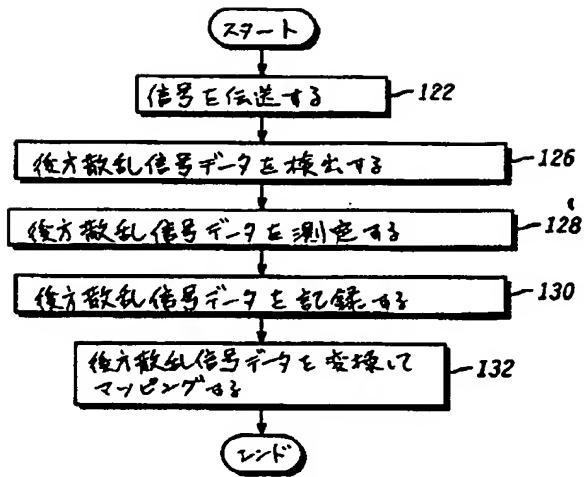 スタート
信号を伝送する
122
後方散乱信号データを検出する
126
後方散乱信号データを測定する
128
後方散乱信号データを記録する
130
後方散乱信号データを変換して
マッピングする
132
エンド